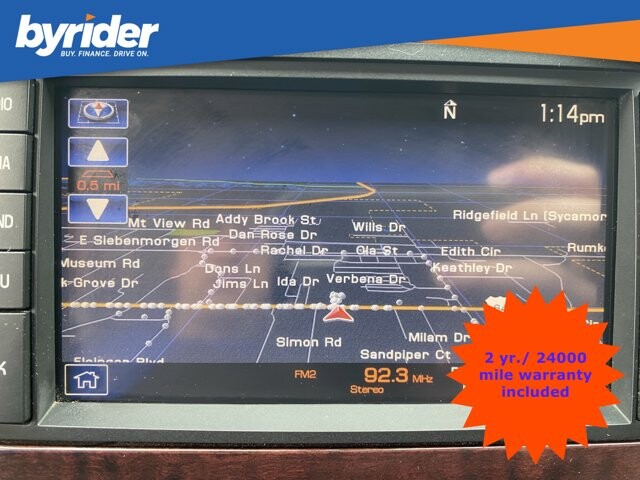 byrider
BUY. FINANCE. DRIVE ON.
DIO
N
1:14pm
0.5 mi
Mt View Rd
Addy Brook St
Wills Dr
Ridgefield Ln (Sycamor
E Siebenmorgen Rd
Dan Rose Dr
Rachel Dr
Ola St
Edith Cir
Rumk
Museum Rd
Dons Ln
Keathley Dr
k Grove Dr
Jims Ln
Ida Dr
Verbena Dr
Simon Rd
Milam Dr
Sandpiper Ct
FM2
92.3 MHz
Stereo
2 yr./ 24000
mile warranty
included